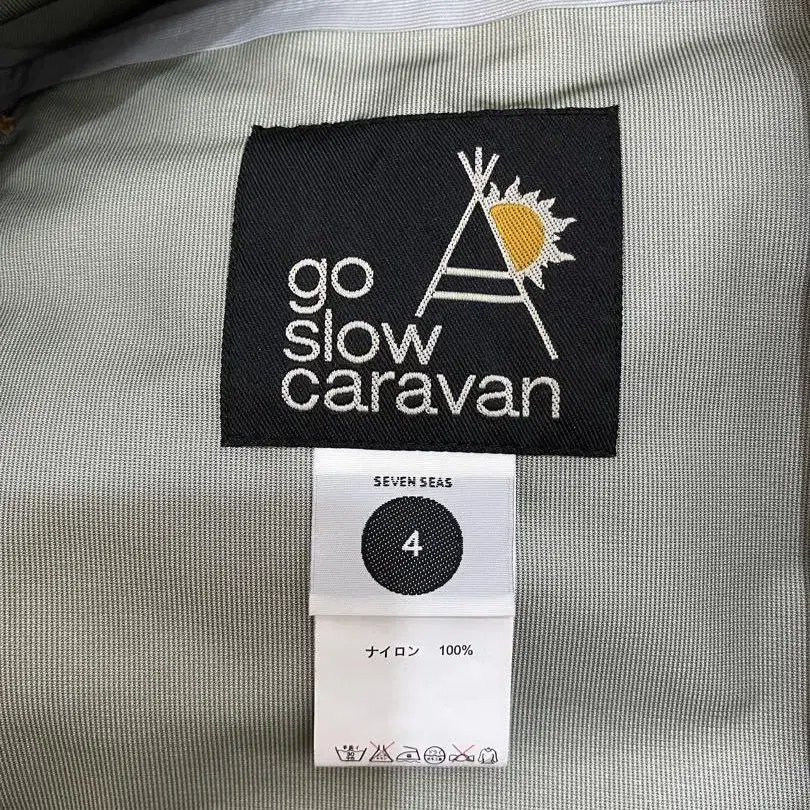 go
slow
caravan
SEVEN SEAS
4
ナイロン 100%